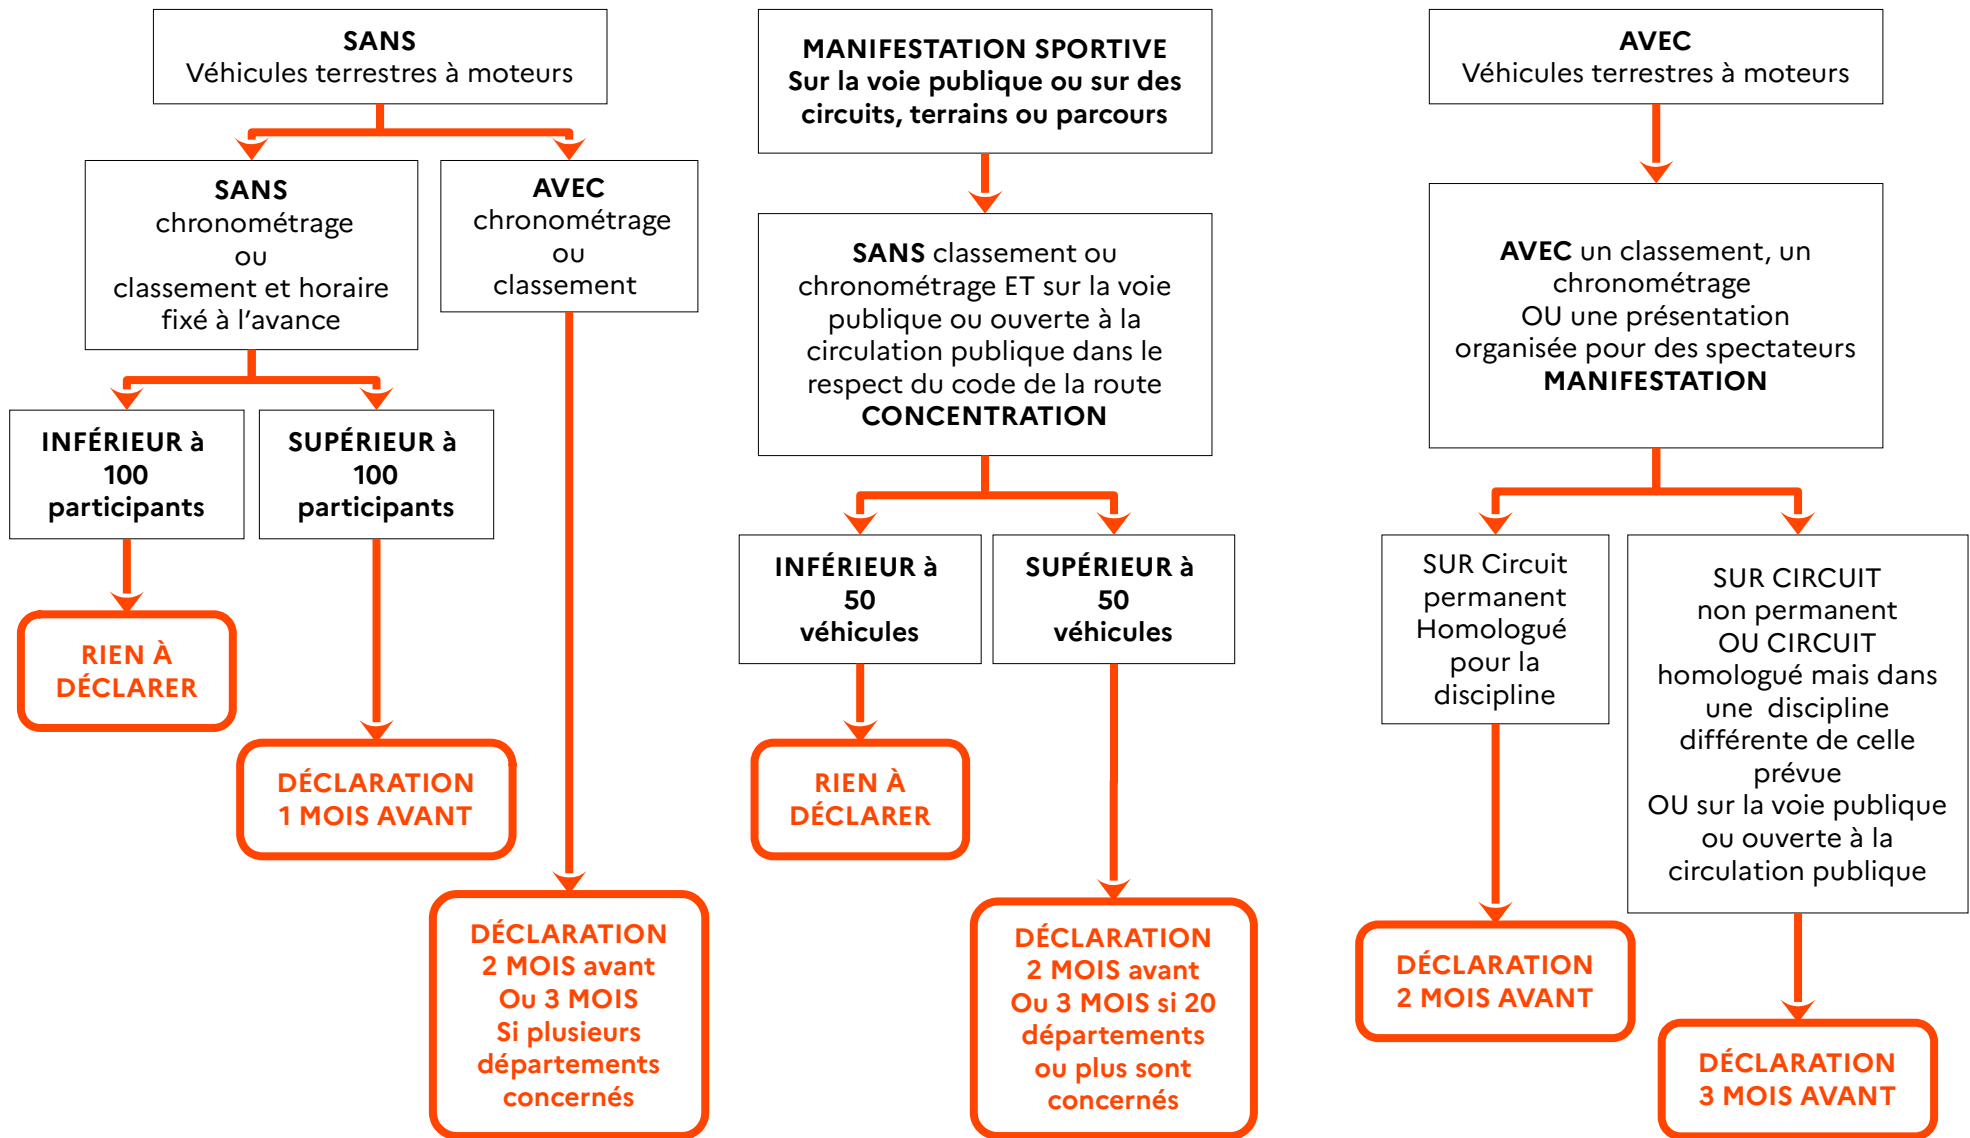 SANS
Véhicules terrestres à moteurs
SANS
chronométrage
ou
classement et horaire
fixé à l'avance
AVEC
chronométrage
ou
classement
INFÉRIEUR à
100
participants
SUPÉRIEUR à
100
participants
RIEN À
DÉCLARER
DÉCLARATION
1 MOIS AVANT
DÉCLARATION
2 MOIS avant
Ou 3 MOIS
Si plusieurs
départements
concernés
MANIFESTATION SPORTIVE
Sur la voie publique ou sur des
circuits, terrains ou parcours
SANS classement ou
chronométrage ET sur la voie
publique ou ouverte à la
circulation publique dans le
respect du code de la route
CONCENTRATION
INFÉRIEUR à
50
véhicules
SUPÉRIEUR à
50
véhicules
RIEN À
DÉCLARER
DÉCLARATION
2 MOIS avant
Ou 3 MOIS si 20
départements
ou plus sont
concernés
AVEC
Véhicules terrestres à moteurs
AVEC un classement, un
chronométrage
OU une présentation
organisée pour des spectateurs
MANIFESTATION
SUR Circuit
permanent
Homologué
pour la
discipline
SUR CIRCUIT
non permanent
OU CIRCUIT
homologué mais dans
une discipline
différente de celle
prévue
OU sur la voie publique
ou ouverte à la
circulation publique
DÉCLARATION
2 MOIS AVANT
DÉCLARATION
3 MOIS AVANT